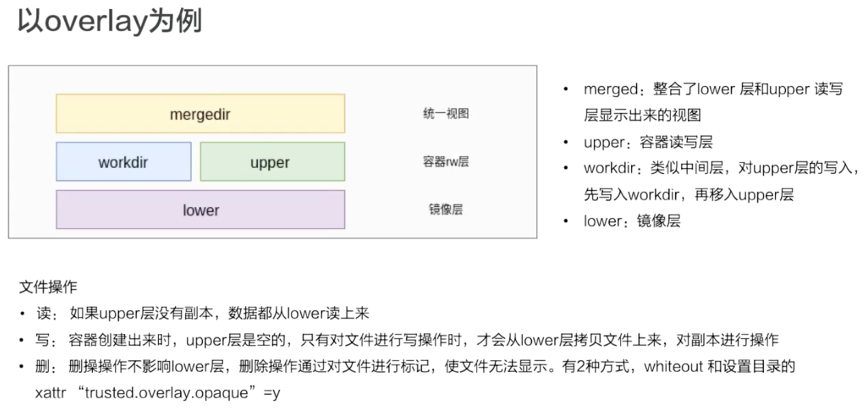 以overlay为例
mergedir
统一视图
workdir
upper
容器rw层
lower
镜像层
• merged：整合了lower 层和upper 读写
层显示出来的视图
• upper：容器读写层
• workdir：类似中间层，对upper层的写入，
先写入workdir，再移入upper层
• lower：镜像层
文件操作
• 读： 如果upper层没有副本，数据都从lower读上来
• 写： 容器创建出来时，upper层是空的，只有对文件进行写操作时，才会从lower层拷贝文件上来，对副本进行操作
• 删： 删操操作不影响lower层，删除操作通过对文件进行标记，使文件无法显示。有2种方式，whiteout 和设置目录的
xattr “trusted.overlay.opaque”=y